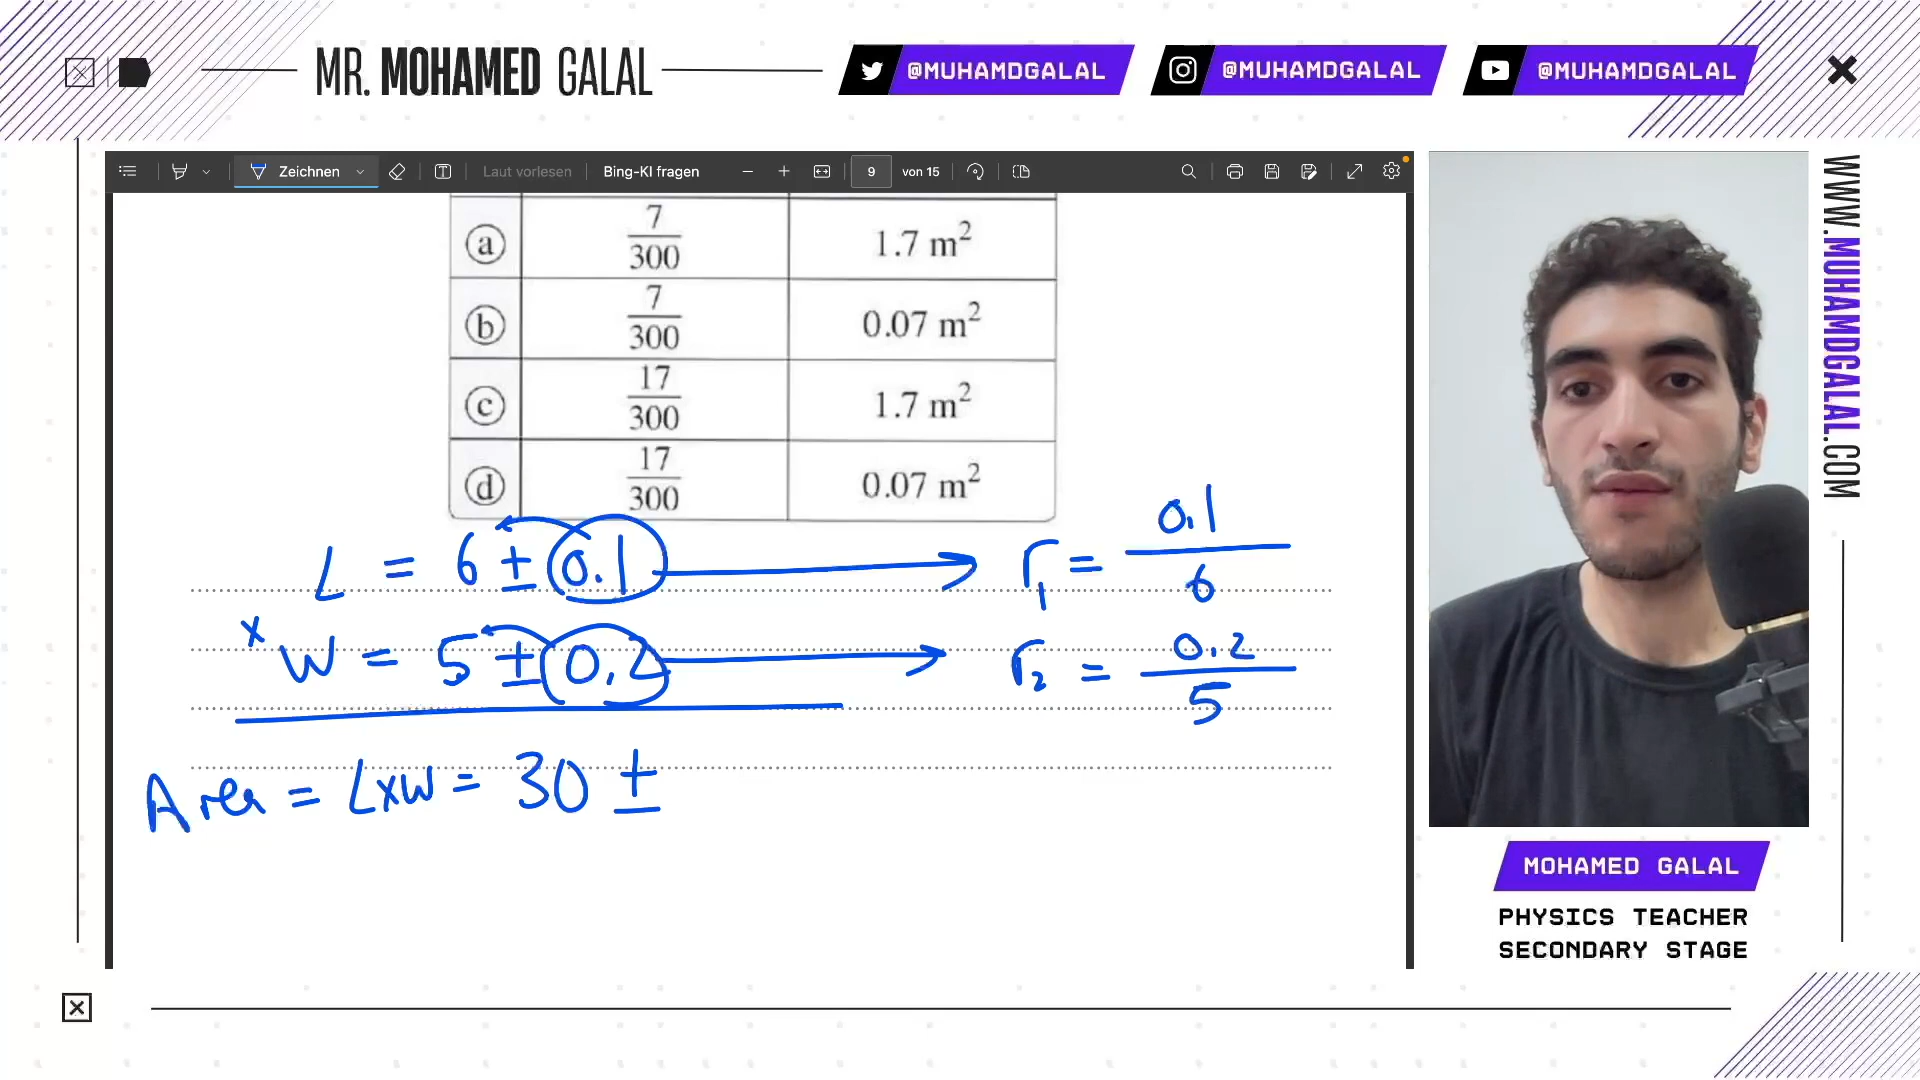 MR. MOHAMED GALAL
@MUHAMDGALAL
@MUHAMDGALAL
@MUHAMDGALAL
WWW.MUHAMDGALAL.COM
Zeichnen
Laut vorlesen
Bing-KI fragen
9
von 15
a 7/300 1.7 m²
b 7/300 0.07 m²
c 17/300 1.7 m²
d 17/300 0.07 m²
L = 6 ± 0.1 r₁ = 0.1/6
x W = 5 ± 0.2 r₂ = 0.2/5
Area = L x W = 30 ±
MOHAMED GALAL
PHYSICS TEACHER
SECONDARY STAGE